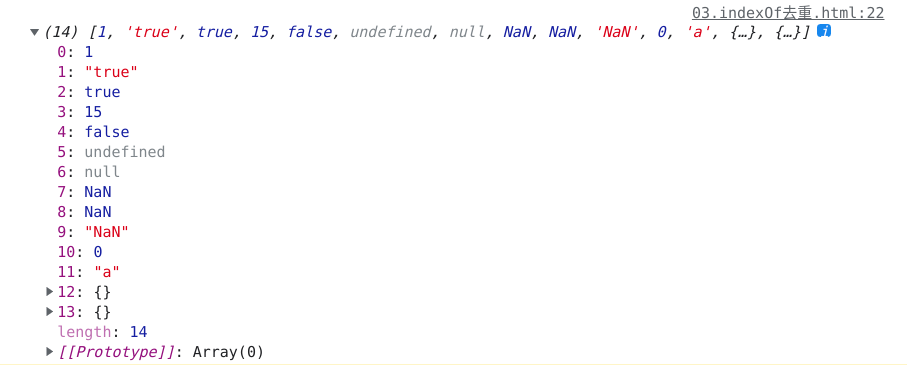 03.indexOf去重.html:22
(14) [1, 'true', true, 15, false, undefined, null, NaN, NaN, 'NaN', 0, 'a', {…}, {…}] i
0: 1
1: "true"
2: true
3: 15
4: false
5: undefined
6: null
7: NaN
8: NaN
9: "NaN"
10: 0
11: "a"
12: {}
13: {}
length: 14
[[Prototype]]: Array(0)